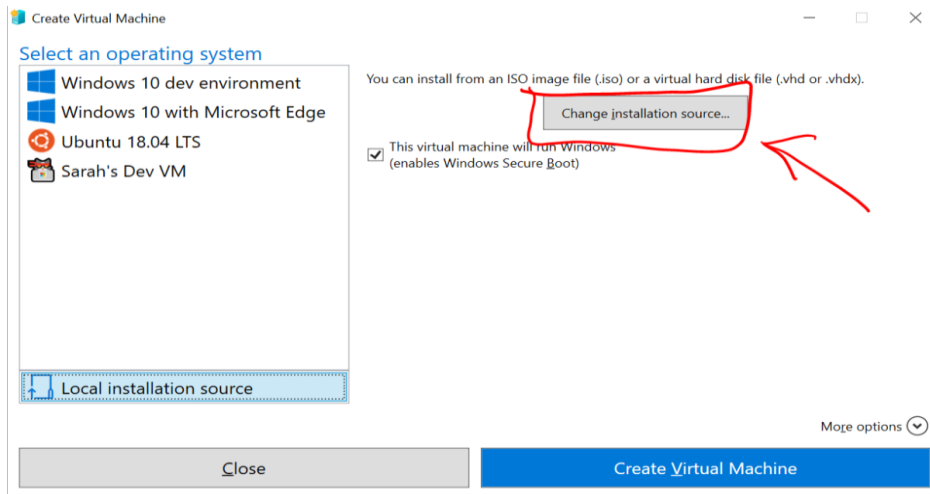 Create Virtual Machine
Select an operating system
Windows 10 dev environment
Windows 10 with Microsoft Edge
Ubuntu 18.04 LTS
Sarah's Dev VM
Local installation source
You can install from an ISO image file (.iso) or a virtual hard disk file (.vhd or .vhdx).
Change installation source...
This virtual machine will run Windows
(enables Windows Secure Boot)
More options
Close
Create Virtual Machine